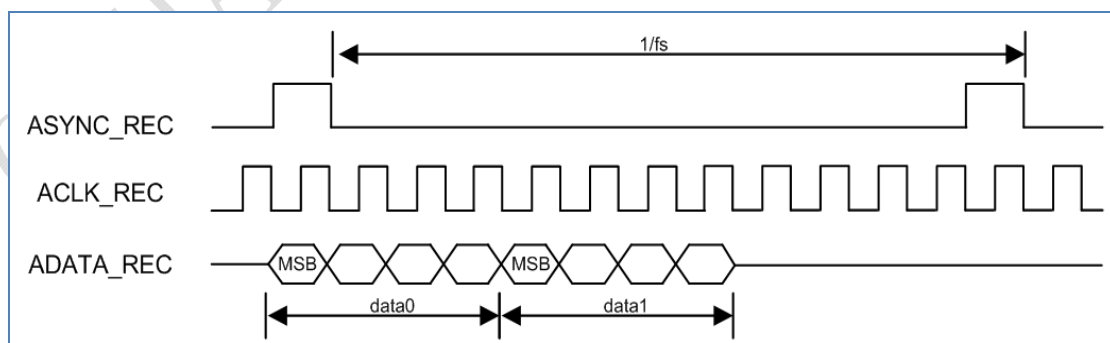 1/fs
ASYNC_REC
ACLK_REC
ADATA_REC MSB MSB
data0 data1